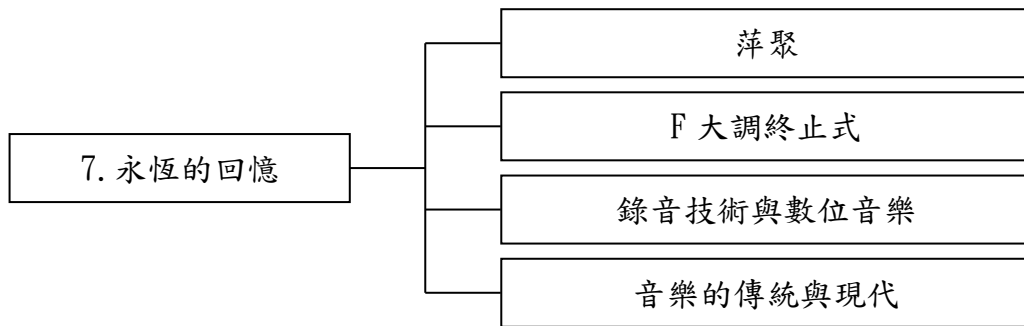 萍聚
F 大調終止式
7.永恆的回憶
錄音技術與數位音樂
音樂的傳統與現代